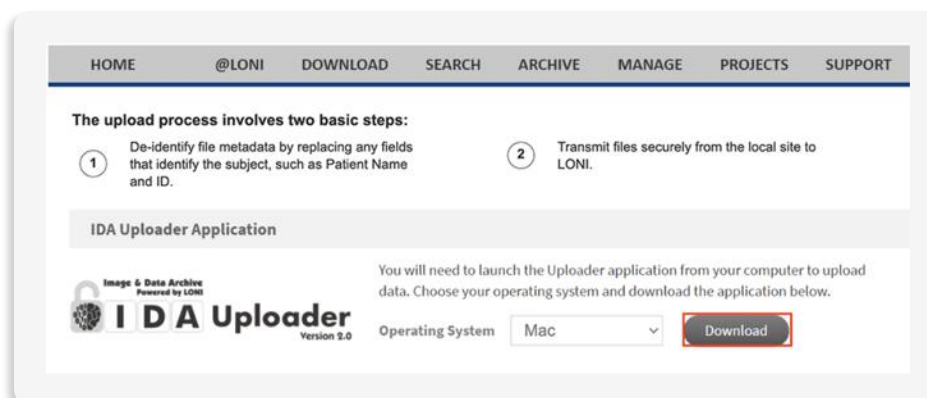 HOME @LONI DOWNLOAD SEARCH ARCHIVE MANAGE PROJECTS SUPPORT
The upload process involves two basic steps:
1
De-identify file metadata by replacing any fields
that identify the subject, such as Patient Name
and ID.
2
Transmit files securely from the local site to
LONI.
IDA Uploader Application
Image & Data Archive
Powered by LONI
IDA Uploader
Version 2.0
You will need to launch the Uploader application from your computer to upload
data. Choose your operating system and download the application below.
Operating System Mac Download